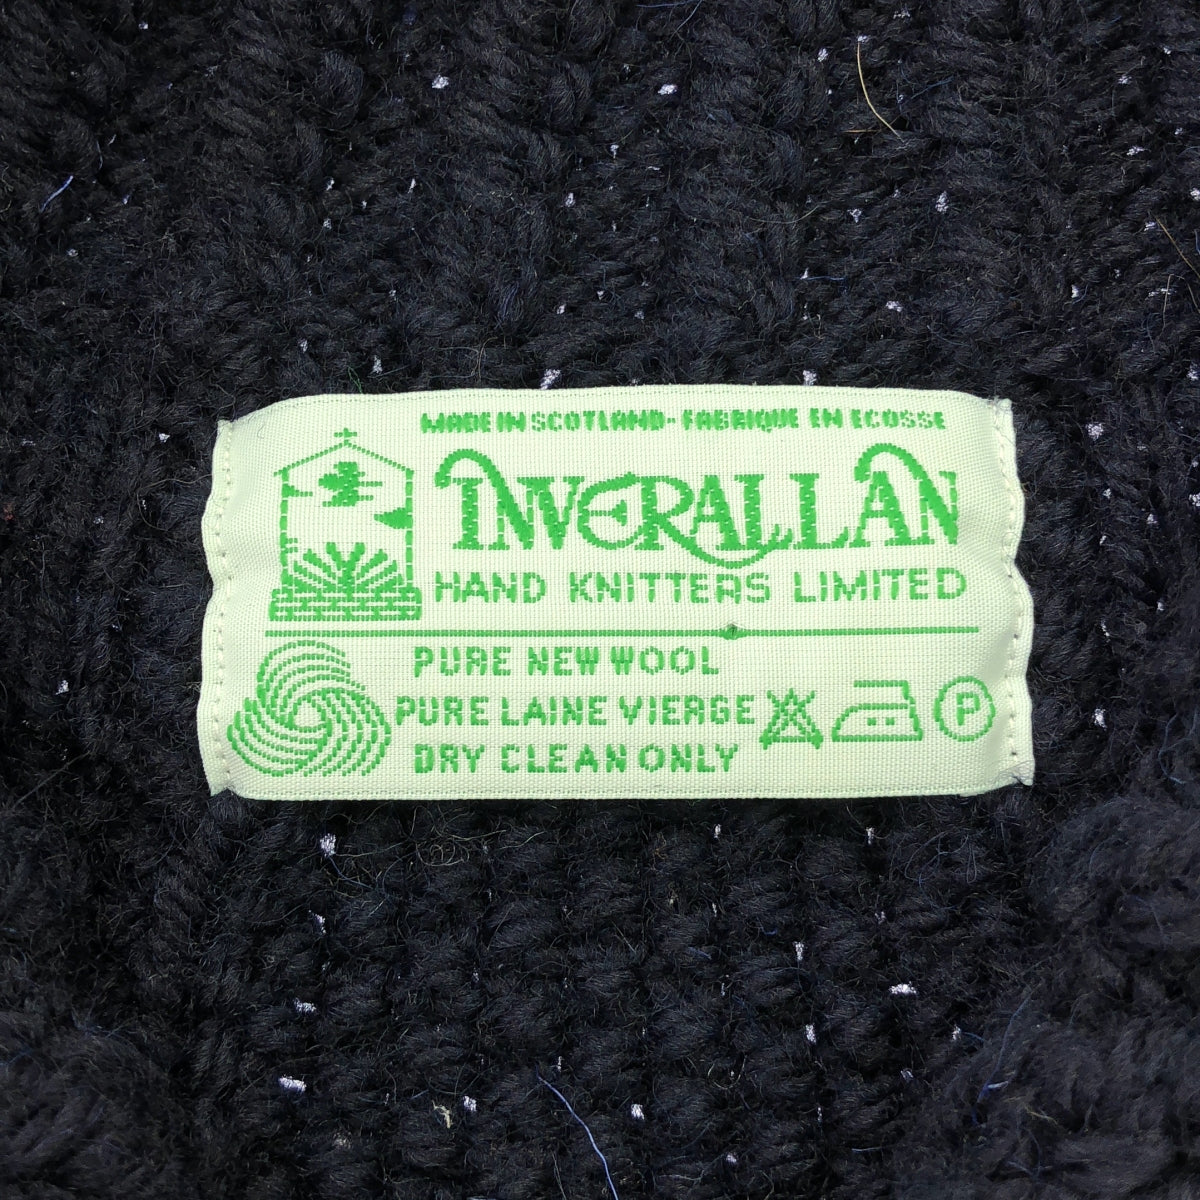 MADE IN SCOTLAND - FABRIQUE EN ECOSSE
INVERALLAN
HAND KNITTERS LIMITED
PURE NEW WOOL
PURE LAINE VIERGE
DRY CLEAN ONLY
P